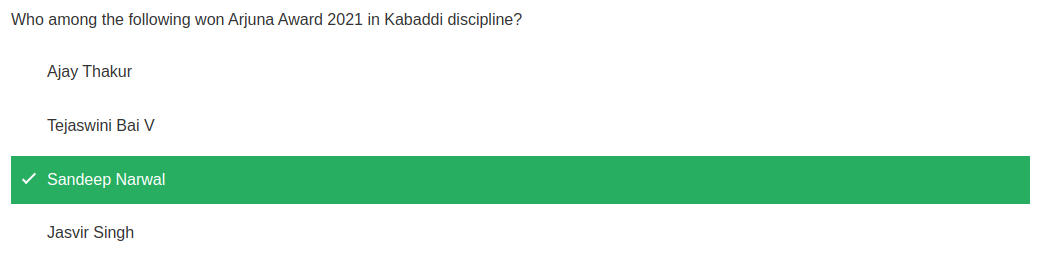 Who among the following won Arjuna Award 2021 in Kabaddi discipline?
Ajay Thakur
Tejaswini Bai V
Sandeep Narwal
Jasvir Singh